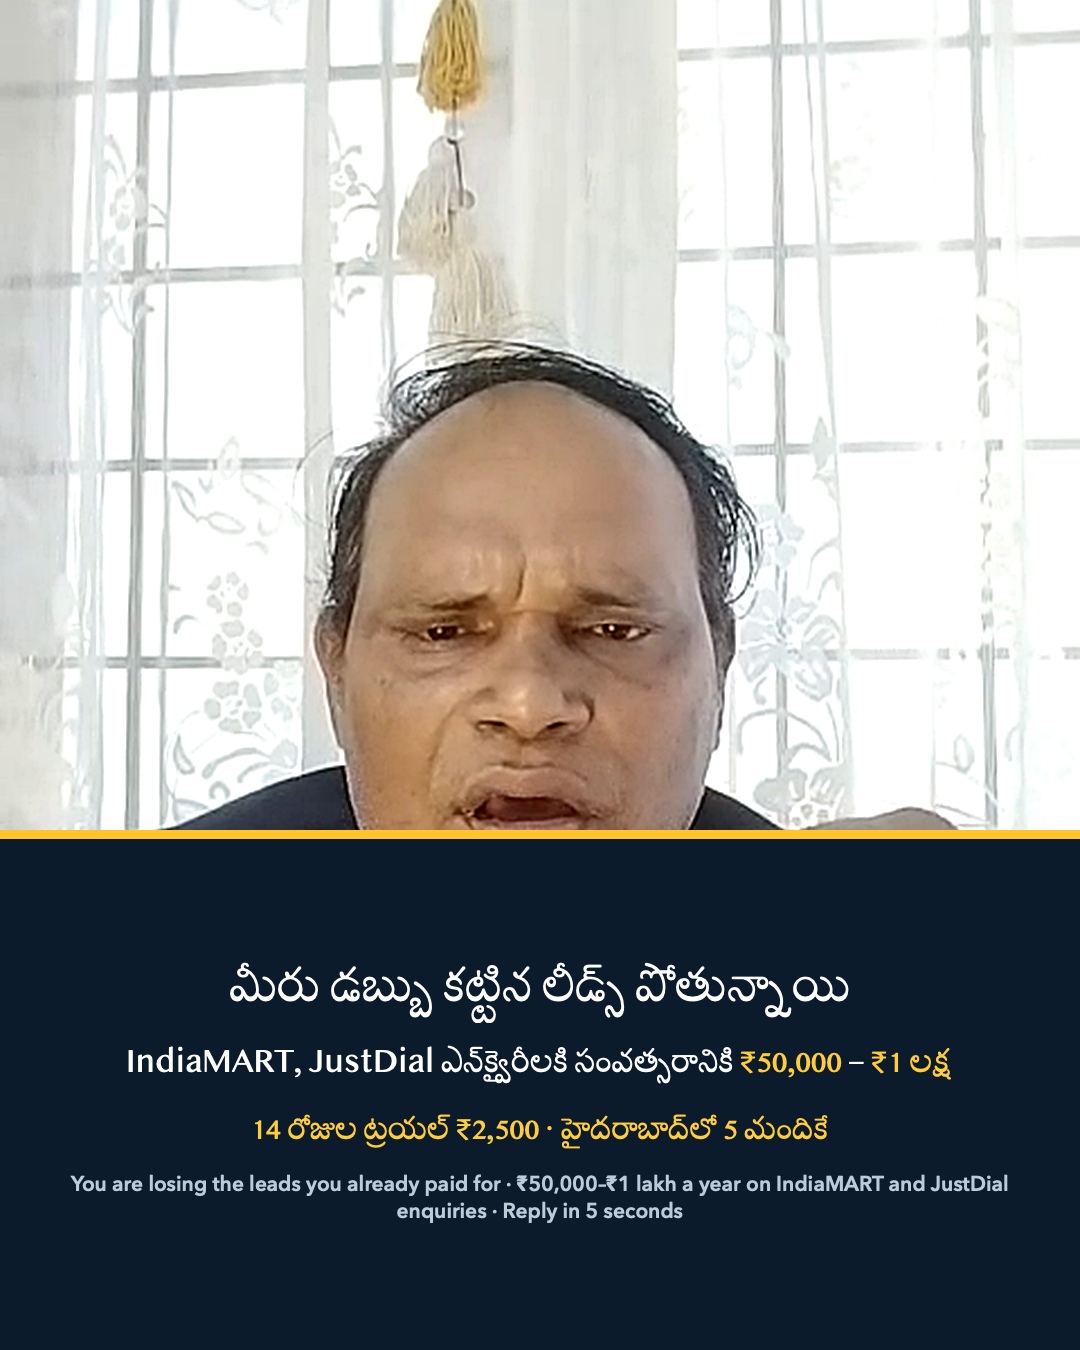 మీరు డబ్బు కట్టిన లీడ్స్ పోతున్నాయి
IndiaMART, JustDial ఎన్‌క్వైరీలకి సంవత్సరానికి ₹50,000 – ₹1 లక్ష
14 రోజుల ట్రయల్ ₹2,500 · హైదరాబాద్‌లో 5 మందికే
You are losing the leads you already paid for · ₹50,000–₹1 lakh a year on IndiaMART and JustDial
enquiries · Reply in 5 seconds